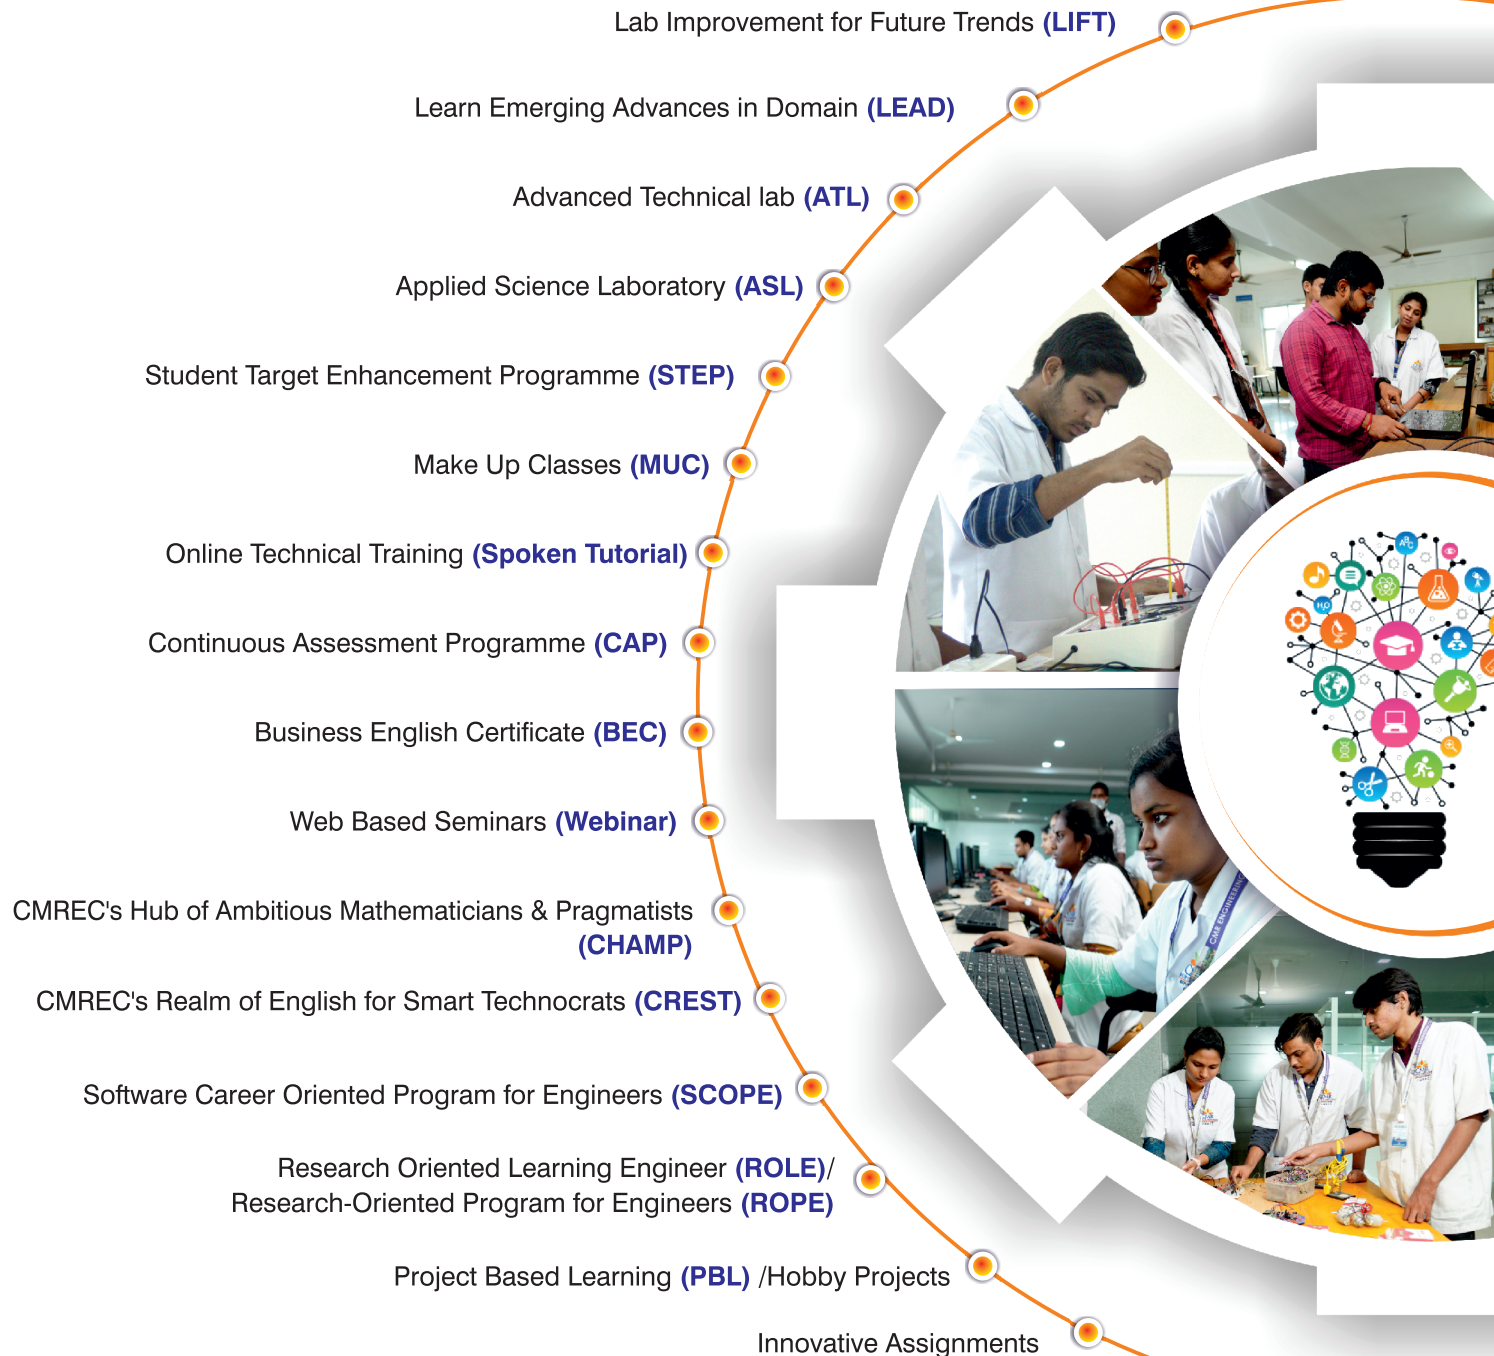 Lab Improvement for Future Trends (LIFT)
Learn Emerging Advances in Domain (LEAD)
Advanced Technical lab (ATL)
Applied Science Laboratory (ASL)
Student Target Enhancement Programme (STEP)
Make Up Classes (MUC)
Online Technical Training (Spoken Tutorial)
Continuous Assessment Programme (CAP)
Business English Certificate (BEC)
Web Based Seminars (Webinar)
CMREC's Hub of Ambitious Mathematicians & Pragmatists
(CHAMP)
CMREC's Realm of English for Smart Technocrats (CREST)
Software Career Oriented Program for Engineers (SCOPE)
Research Oriented Learning Engineer (ROLE)/
Research-Oriented Program for Engineers (ROPE)
Project Based Learning (PBL) /Hobby Projects
Innovative Assignments
ABC
H₂O
CMR ENGINEERING